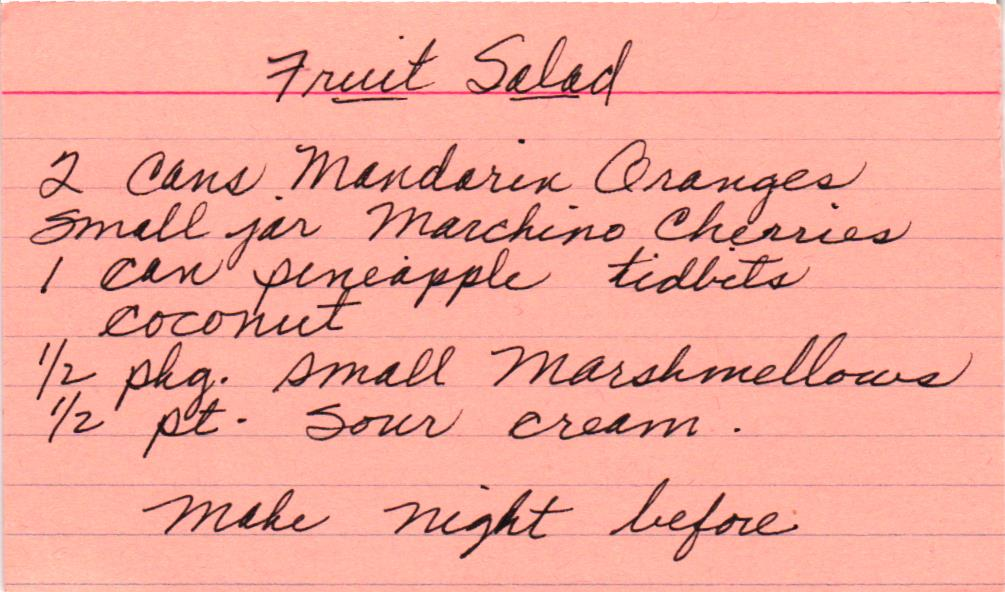 Fruit Salad
2 cans Mandarin Oranges
small jar Marchino Cherries
1 can pineapple tidbits
coconut
1/2 pkg. small Marshmellows
1/2 pt. sour cream.
make night before